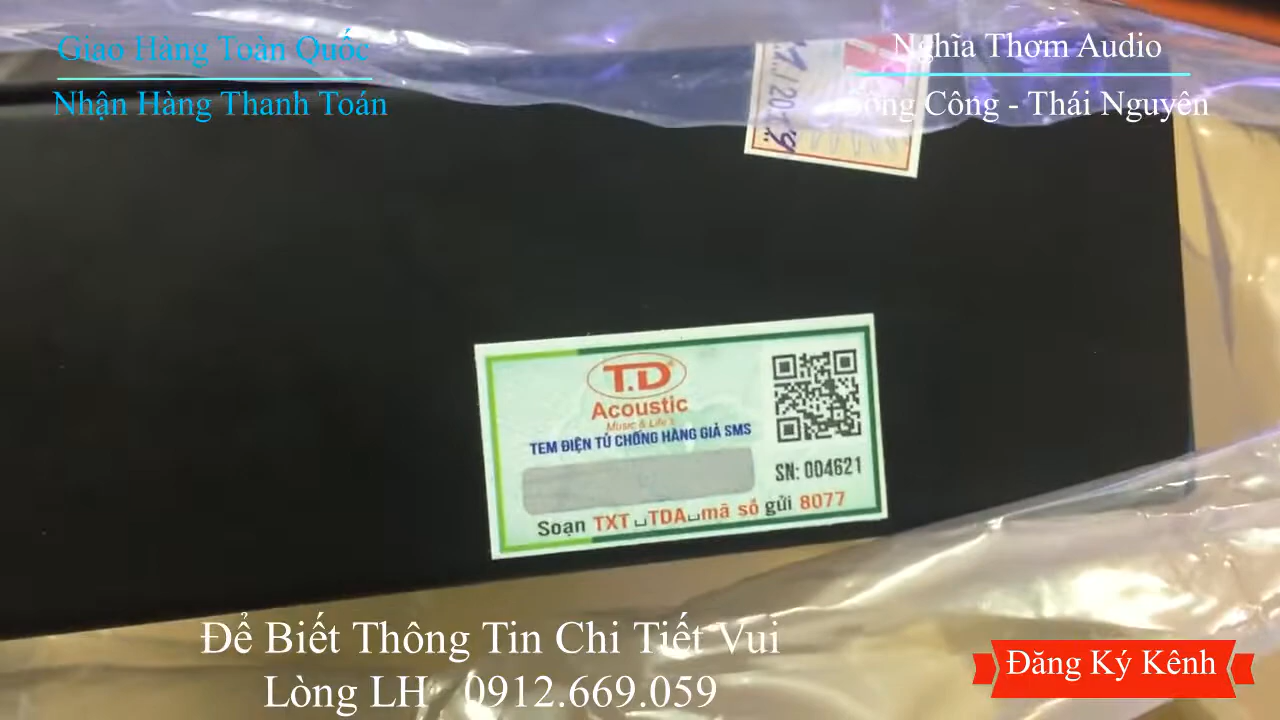 Giao Hàng Toàn Quốc
Nhận Hàng Thanh Toán
Nghĩa Thơm Audio
Công - Thái Nguyên
T.D
Acoustic
Music & Life's
TEM ĐIỆN TỬ CHỐNG HÀNG GIẢ SMS
SN: 004621
Soạn TXT␣TDA␣mã số gửi 8077
Để Biết Thông Tin Chi Tiết Vui
Lòng LH 0912.669.059
Đăng Ký Kênh